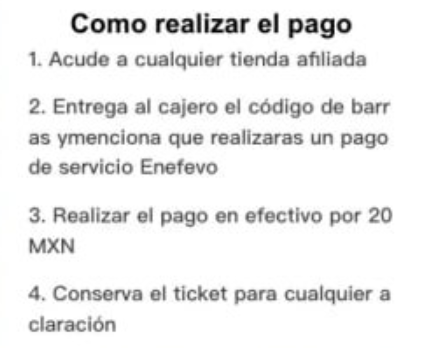 Como realizar el pago
1. Acude a cualquier tienda afiliada
2. Entrega al cajero el código de barr
as ymenciona que realizaras un pago
de servicio Enefevo
3. Realizar el pago en efectivo por 20
MXN
4. Conserva el ticket para cualquier a
claración